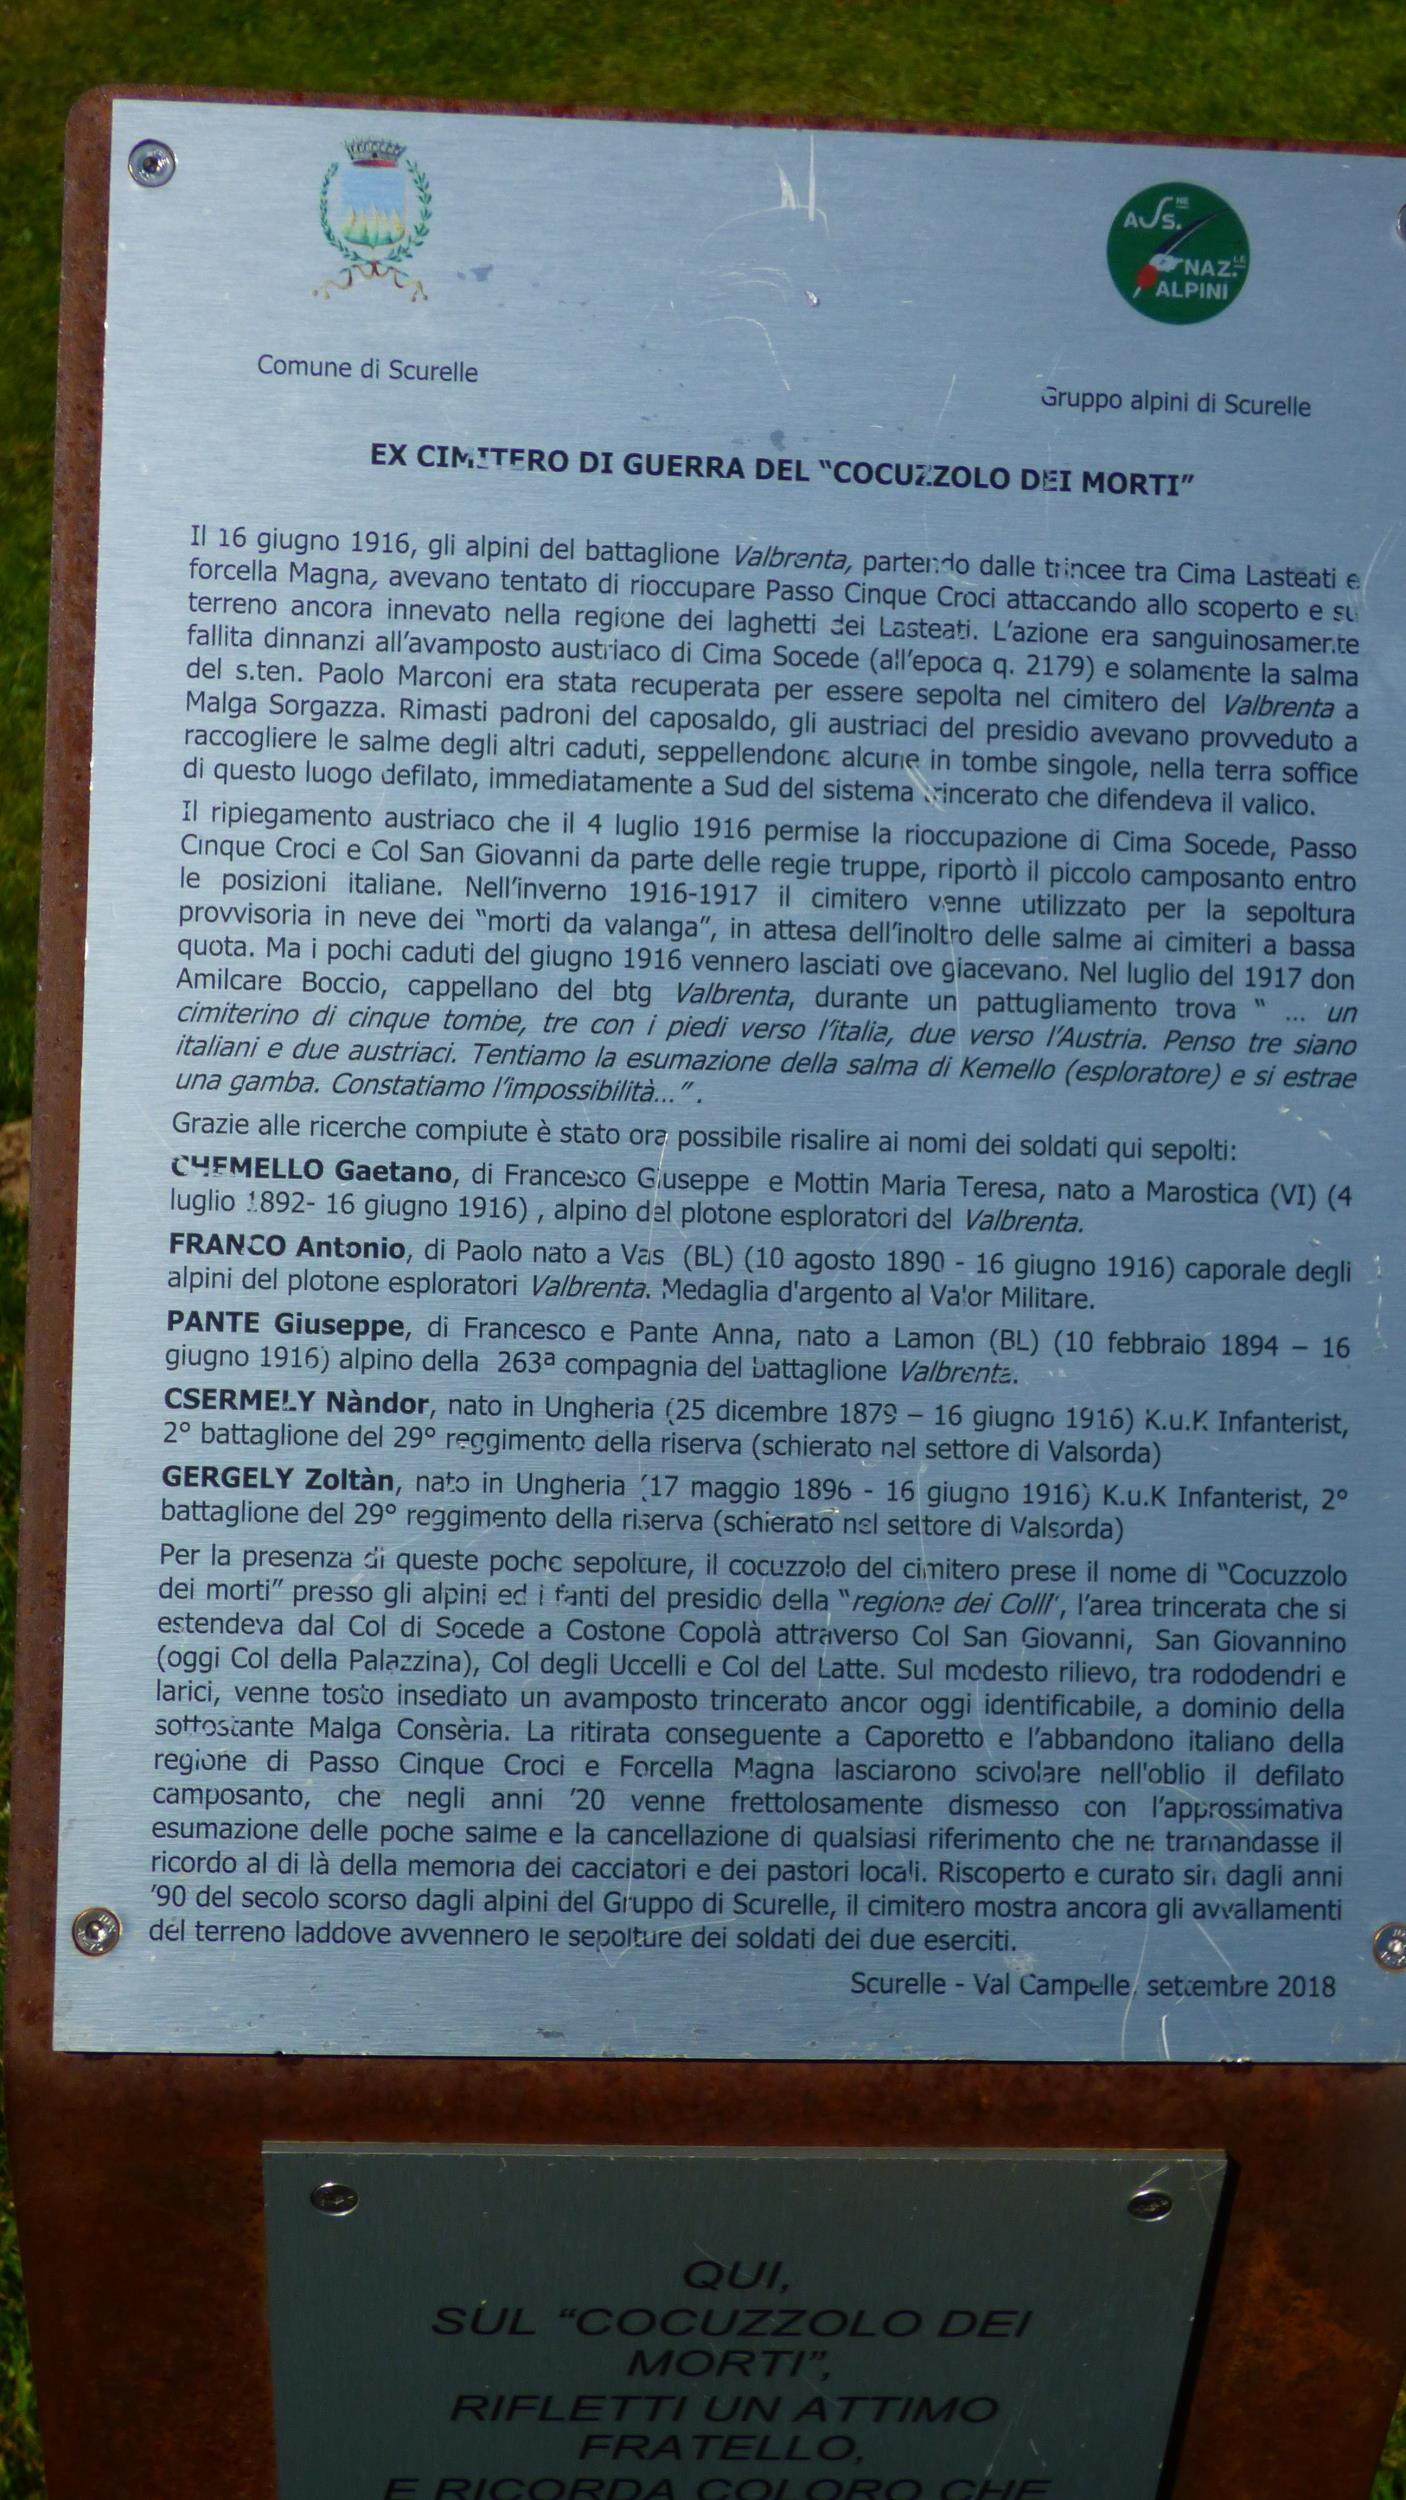 ASS.NE
NAZ.LE
ALPINI
Comune di Scurelle
Gruppo alpini di Scurelle
EX CIMITERO DI GUERRA DEL “COCUZZOLO DEI MORTI”
Il 16 giugno 1916, gli alpini del battaglione Valbrenta, partendo dalle trincee tra Cima Lasteati e
forcella Magna, avevano tentato di rioccupare Passo Cinque Croci attaccando allo scoperto e su
terreno ancora innevato nella regione dei laghetti dei Lasteati. L’azione era sanguinosamente
fallita dinnanzi all’avamposto austriaco di Cima Socede (all’epoca q. 2179) e solamente la salma
del s.ten. Paolo Marconi era stata recuperata per essere sepolta nel cimitero del Valbrenta a
Malga Sorgazza. Rimasti padroni del caposaldo, gli austriaci del presidio avevano provveduto a
raccogliere le salme degli altri caduti, seppellendone alcune in tombe singole, nella terra soffice
di questo luogo defilato, immediatamente a Sud del sistema trincerato che difendeva il valico.
Il ripiegamento austriaco che il 4 luglio 1916 permise la rioccupazione di Cima Socede, Passo
Cinque Croci e Col San Giovanni da parte delle regie truppe, riportò il piccolo camposanto entro
le posizioni italiane. Nell’inverno 1916-1917 il cimitero venne utilizzato per la sepoltura
provvisoria in neve dei “morti da valanga”, in attesa dell’inoltro delle salme ai cimiteri a bassa
quota. Ma i pochi caduti del giugno 1916 vennero lasciati ove giacevano. Nel luglio del 1917 don
Amilcare Boccio, cappellano del btg Valbrenta, durante un pattugliamento trova “ ... un
cimiterino di cinque tombe, tre con i piedi verso l’italia, due verso l’Austria. Penso tre siano
italiani e due austriaci. Tentiamo la esumazione della salma di Kemello (esploratore) e si estrae
una gamba. Constatiamo l’impossibilità...” .
Grazie alle ricerche compiute è stato ora possibile risalire ai nomi dei soldati qui sepolti:
CHEMELLO Gaetano, di Francesco Giuseppe e Mottin Maria Teresa, nato a Marostica (VI) (4
luglio 1892- 16 giugno 1916) , alpino del plotone esploratori del Valbrenta.
FRANCO Antonio, di Paolo nato a Vas (BL) (10 agosto 1890 - 16 giugno 1916) caporale degli
alpini del plotone esploratori Valbrenta. Medaglia d'argento al Valor Militare.
PANTE Giuseppe, di Francesco e Pante Anna, nato a Lamon (BL) (10 febbraio 1894 – 16
giugno 1916) alpino della 263ª compagnia del battaglione Valbrenta.
CSERMELY Nàndor, nato in Ungheria (25 dicembre 1879 – 16 giugno 1916) K.u.K Infanterist,
2° battaglione del 29° reggimento della riserva (schierato nel settore di Valsorda)
GERGELY Zoltàn, nato in Ungheria (17 maggio 1896 - 16 giugno 1916) K.u.K Infanterist, 2°
battaglione del 29° reggimento della riserva (schierato nel settore di Valsorda)
Per la presenza di queste poche sepolture, il cocuzzolo del cimitero prese il nome di “Cocuzzolo
dei morti” presso gli alpini ed i fanti del presidio della “regione dei Colli”, l’area trincerata che si
estendeva dal Col di Socede a Costone Copolà attraverso Col San Giovanni, San Giovannino
(oggi Col della Palazzina), Col degli Uccelli e Col del Latte. Sul modesto rilievo, tra rododendri e
larici, venne tosto insediato un avamposto trincerato ancor oggi identificabile, a dominio della
sottostante Malga Consèria. La ritirata conseguente a Caporetto e l’abbandono italiano della
regione di Passo Cinque Croci e Forcella Magna lasciarono scivolare nell'oblio il defilato
camposanto, che negli anni ’20 venne frettolosamente dismesso con l’approssimativa
esumazione delle poche salme e la cancellazione di qualsiasi riferimento che ne tramandasse il
ricordo al di là della memoria dei cacciatori e dei pastori locali. Riscoperto e curato sin dagli anni
’90 del secolo scorso dagli alpini del Gruppo di Scurelle, il cimitero mostra ancora gli avvallamenti
del terreno laddove avvennero le sepolture dei soldati dei due eserciti.
Scurelle - Val Campelle, settembre 2018
QUI,
SUL “COCUZZOLO DEI
MORTI”,
RIFLETTI UN ATTIMO
FRATELLO,
E RICORDA COLORO CHE